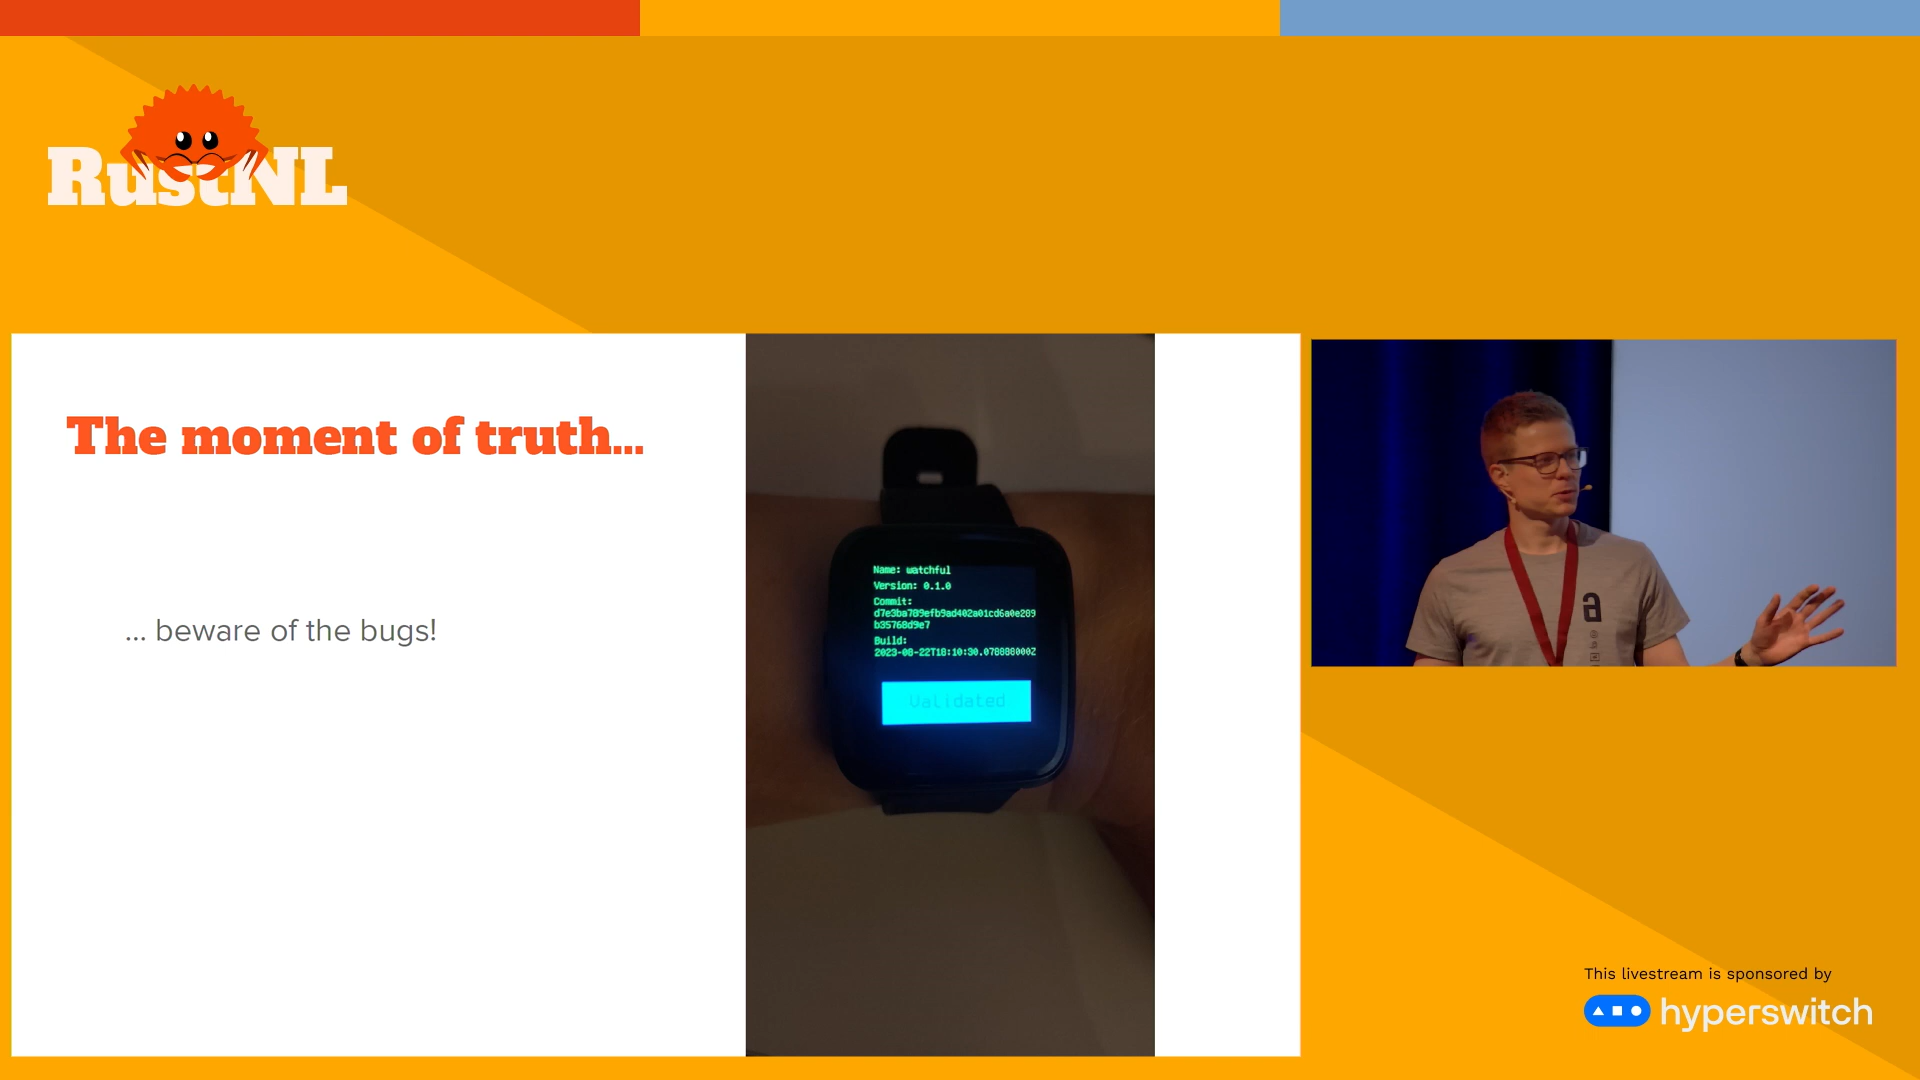 RustNL
The moment of truth...
... beware of the bugs!
Name: watchful
Version: 0.1.0
Commit:
d7e3ba789efb9ad402a01cd6a0e289
b35768d9e7
Build:
2023-08-22T18:10:30.078888000Z
Validated
a
This livestream is sponsored by
hyperswitch